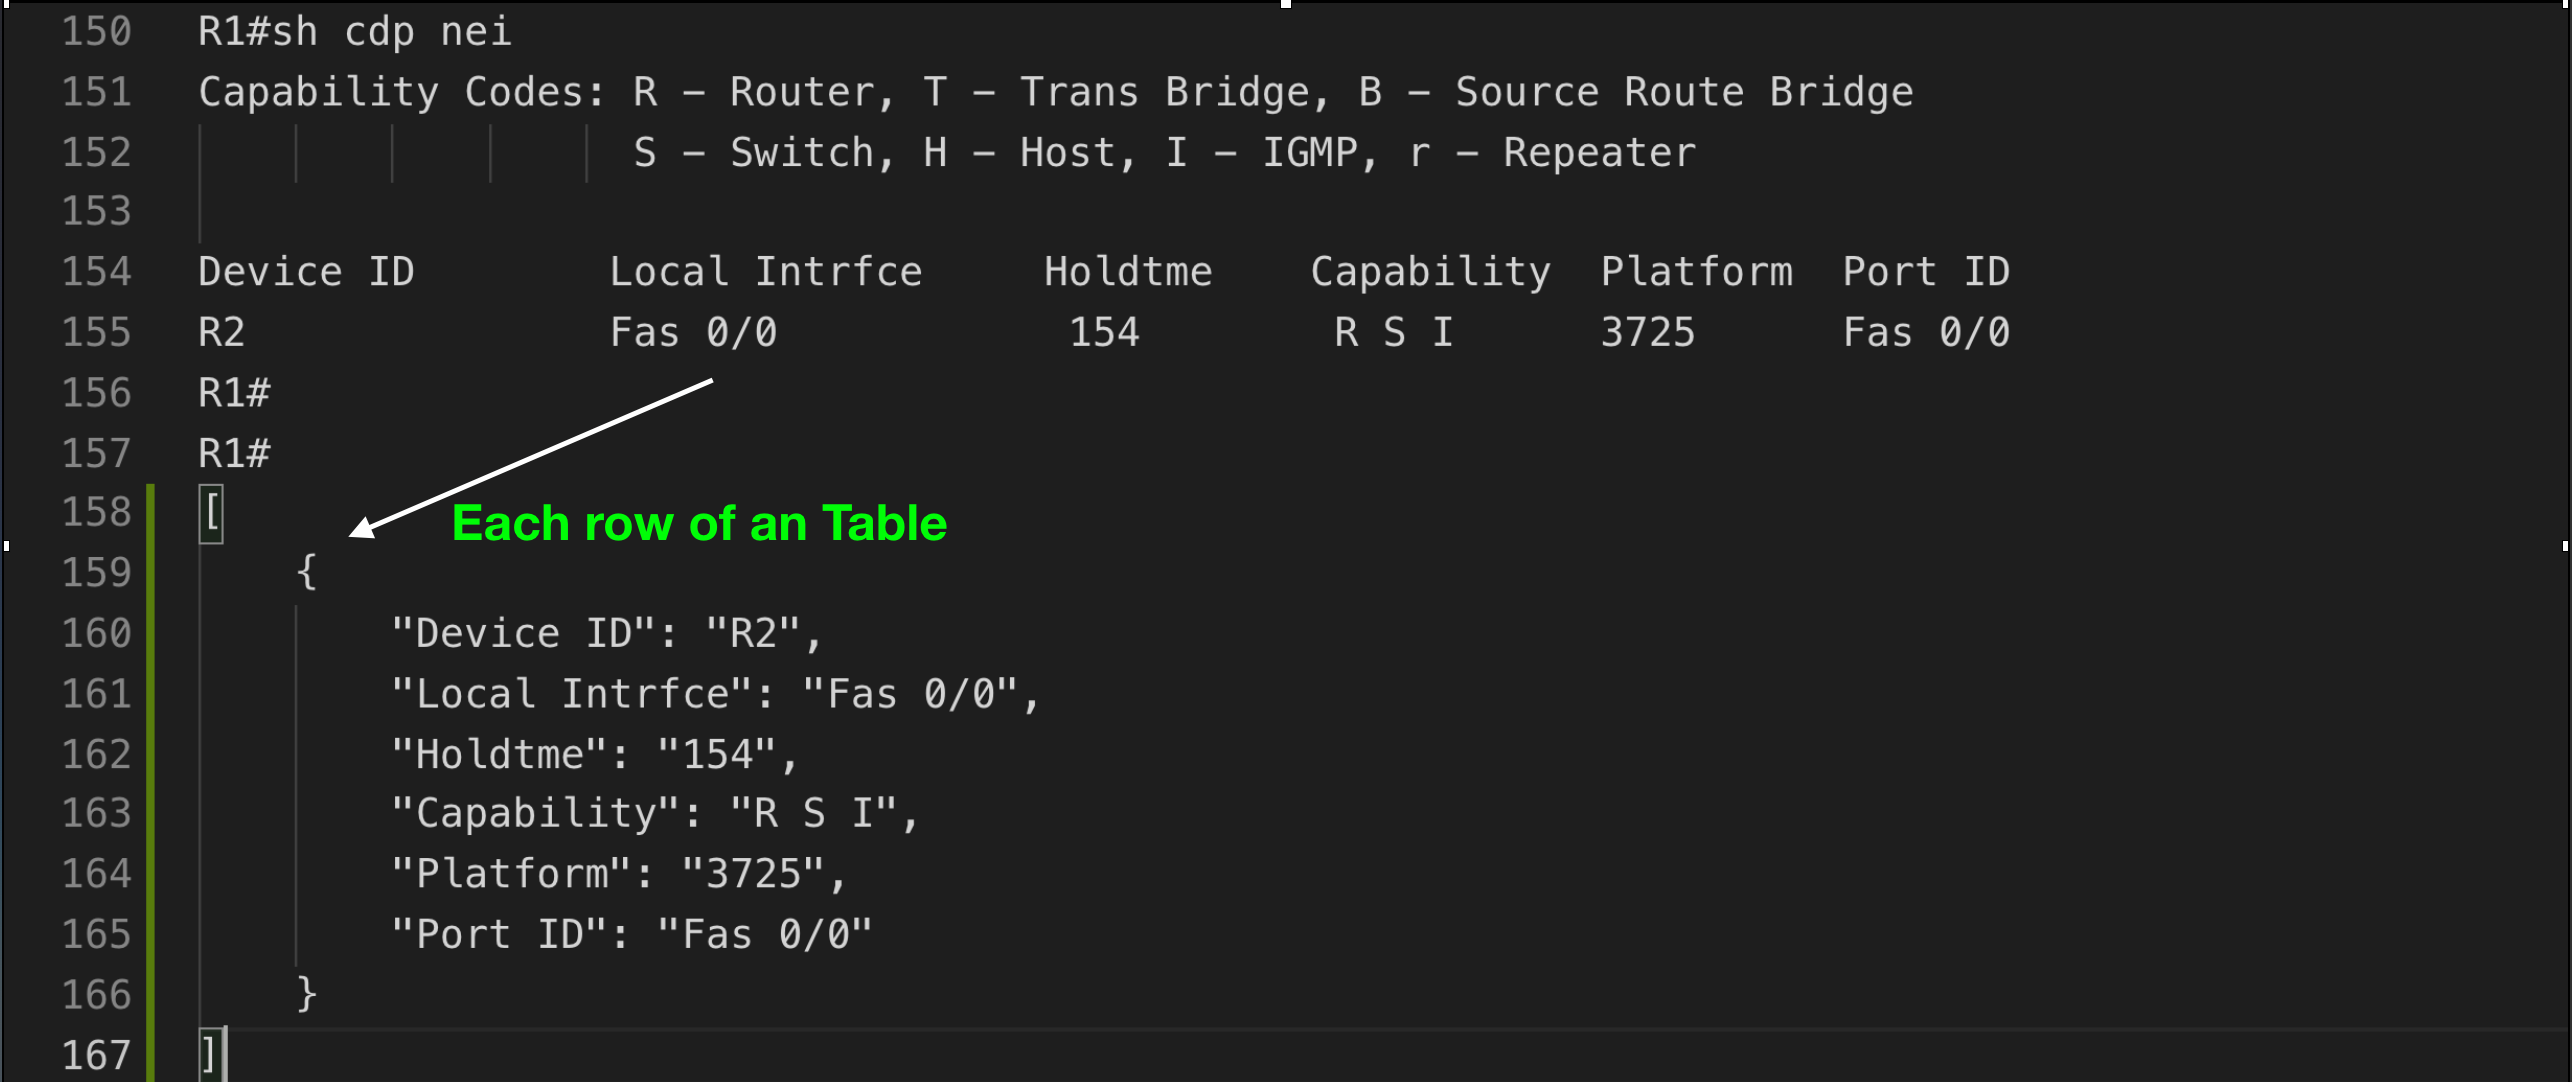 150 R1#sh cdp nei
151 Capability Codes: R – Router, T – Trans Bridge, B – Source Route Bridge
152 S – Switch, H – Host, I – IGMP, r – Repeater
153
154 Device ID Local Intrfce Holdtme Capability Platform Port ID
155 R2 Fas 0/0 154 R S I 3725 Fas 0/0
156 R1#
157 R1#
158 [
Each row of an Table
159 {
160 "Device ID": "R2",
161 "Local Intrfce": "Fas 0/0",
162 "Holdtme": "154",
163 "Capability": "R S I",
164 "Platform": "3725",
165 "Port ID": "Fas 0/0"
166 }
167 ]